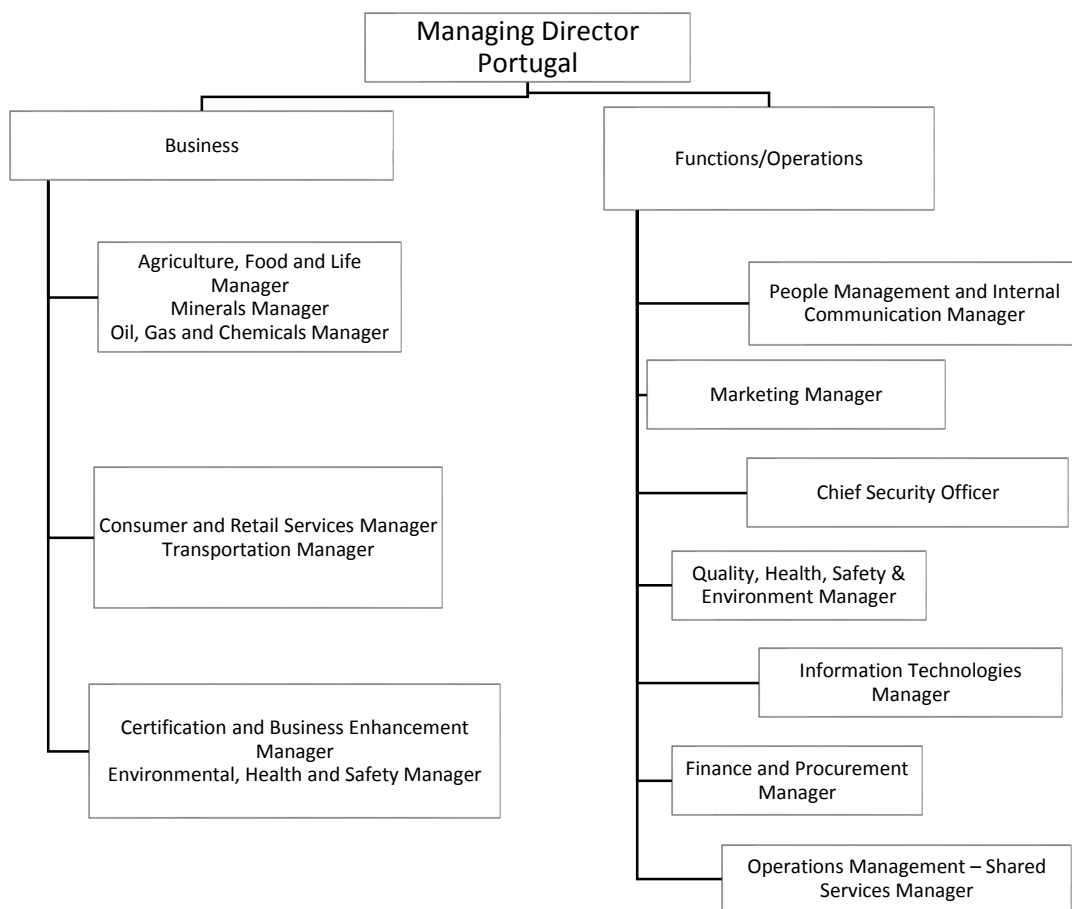 Managing Director
Portugal
Business
Agriculture, Food and Life
Manager
Minerals Manager
Oil, Gas and Chemicals Manager
Consumer and Retail Services Manager
Transportation Manager
Certification and Business Enhancement
Manager
Environmental, Health and Safety Manager
Functions/Operations
People Management and Internal
Communication Manager
Marketing Manager
Chief Security Officer
Quality, Health, Safety &
Environment Manager
Information Technologies
Manager
Finance and Procurement
Manager
Operations Management – Shared
Services Manager